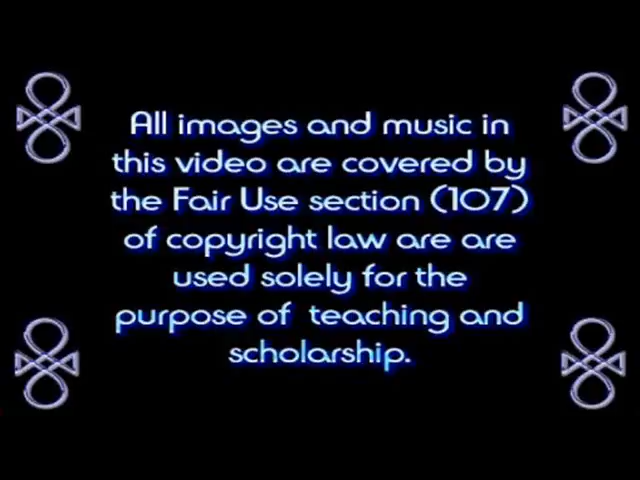 All images and music in
this video are covered by
the Fair Use section (107)
of copyright law are are
used solely for the
purpose of teaching and
scholarship.